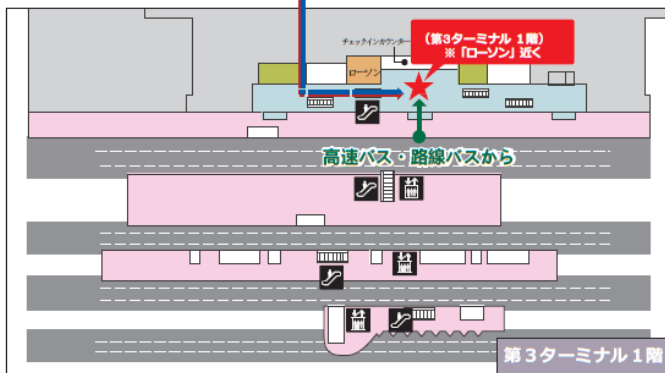 チェックインカウンター
(第3ターミナル 1階)
※「ローソン」近く
ローソン
高速バス・路線バスから
第3ターミナル1階